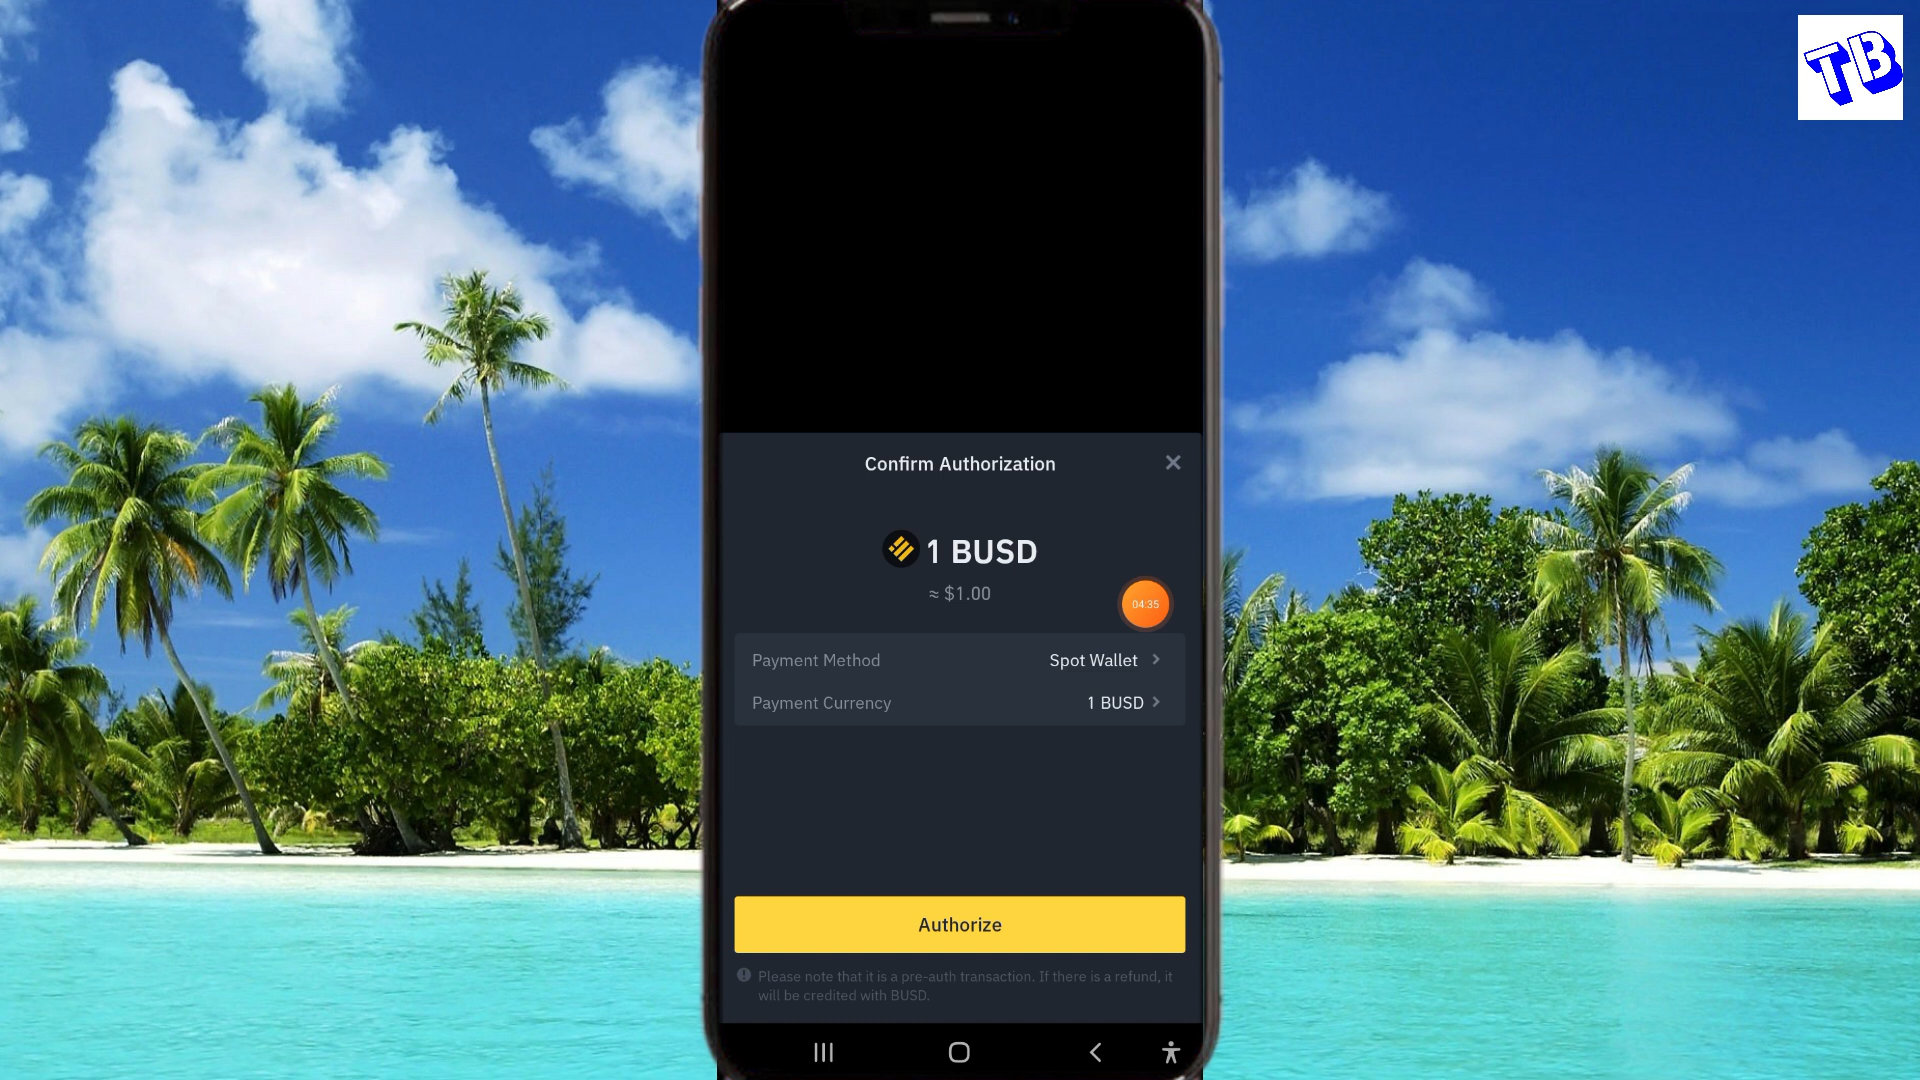 TB
Confirm Authorization
1 BUSD
≈ $1.00
04:35
Payment Method Spot Wallet
Payment Currency 1 BUSD
Authorize
Please note that it is a pre-auth transaction. If there is a refund, it
will be credited with BUSD.